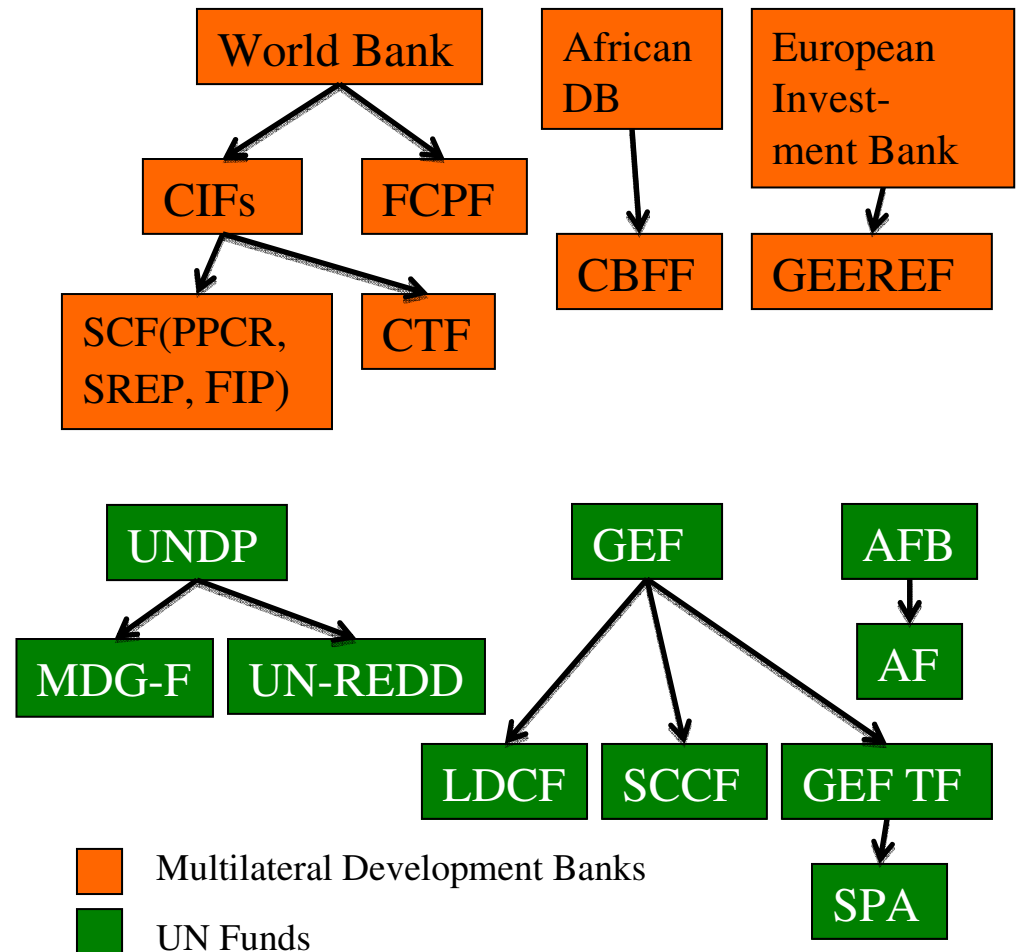 World Bank
African
DB
European
Invest-
ment Bank
CIFs
FCPF
CBFF
GEEREF
SCF(PPCR,
SREP, FIP)
CTF
UNDP
GEF
AFB
MDG-F
UN-REDD
AF
LDCF
SCCF
GEF TF
SPA
Multilateral Development Banks
UN Funds